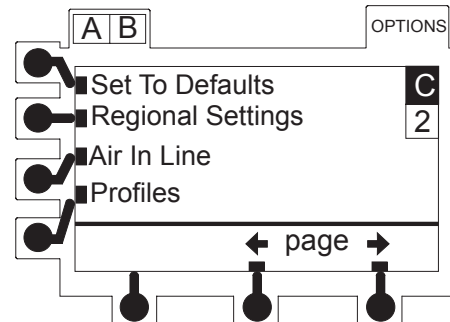 A B
OPTIONS
Set To Defaults
C
Regional Settings
2
Air In Line
Profiles
page